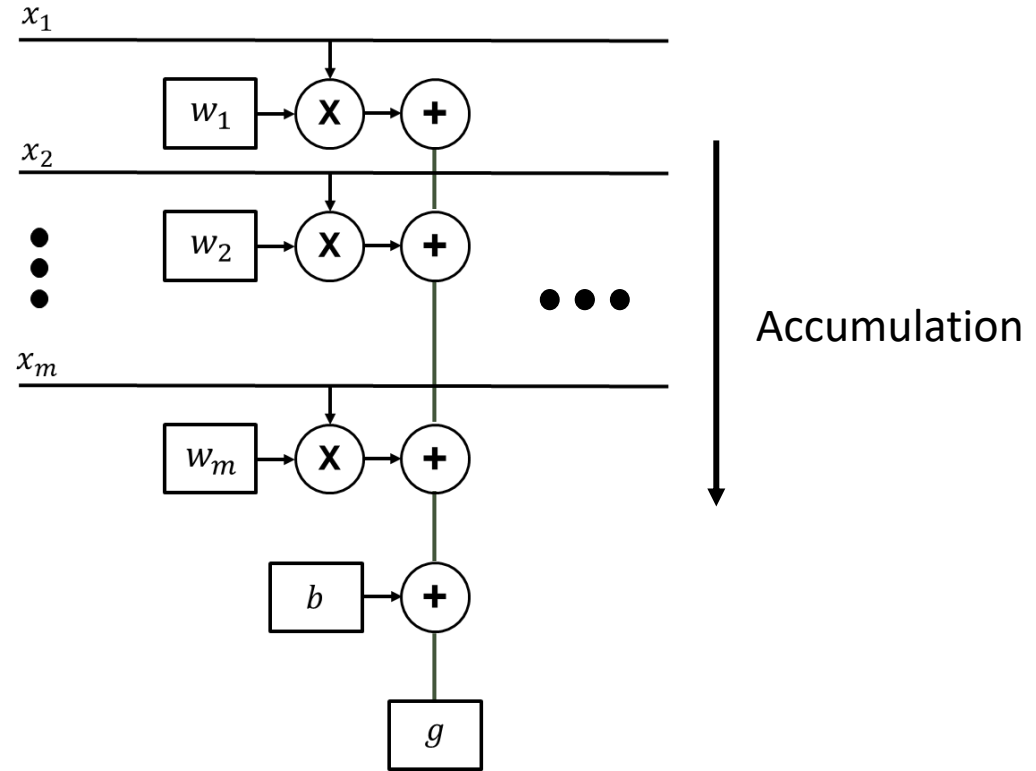 x₁
w₁ X +
x₂
w₂ X +
Accumulation
xₘ
wₘ X +
b +
g